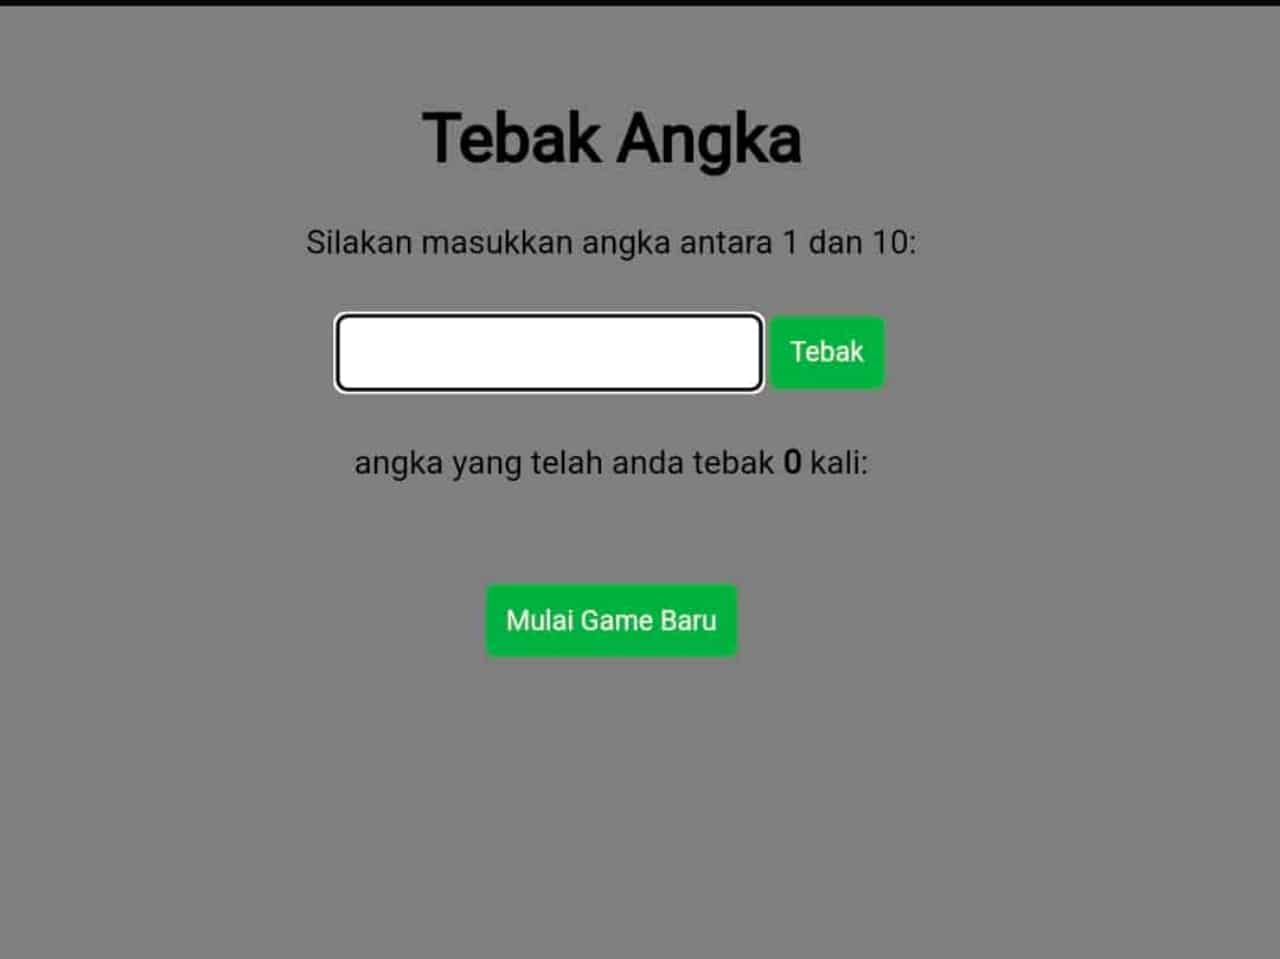 Tebak Angka
Silakan masukkan angka antara 1 dan 10:
Tebak
angka yang telah anda tebak 0 kali:
Mulai Game Baru